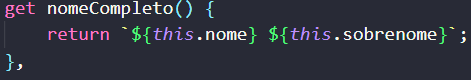 get nomeCompleto() {
    return `${this.nome} ${this.sobrenome}`;
},